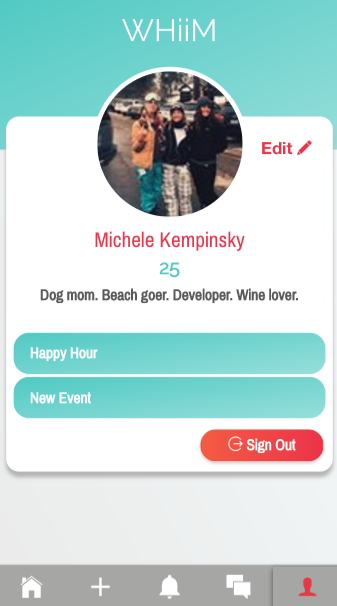 WHiiM
Edit
Michele Kempinsky
25
Dog mom. Beach goer. Developer. Wine lover.
Happy Hour
New Event
Sign Out